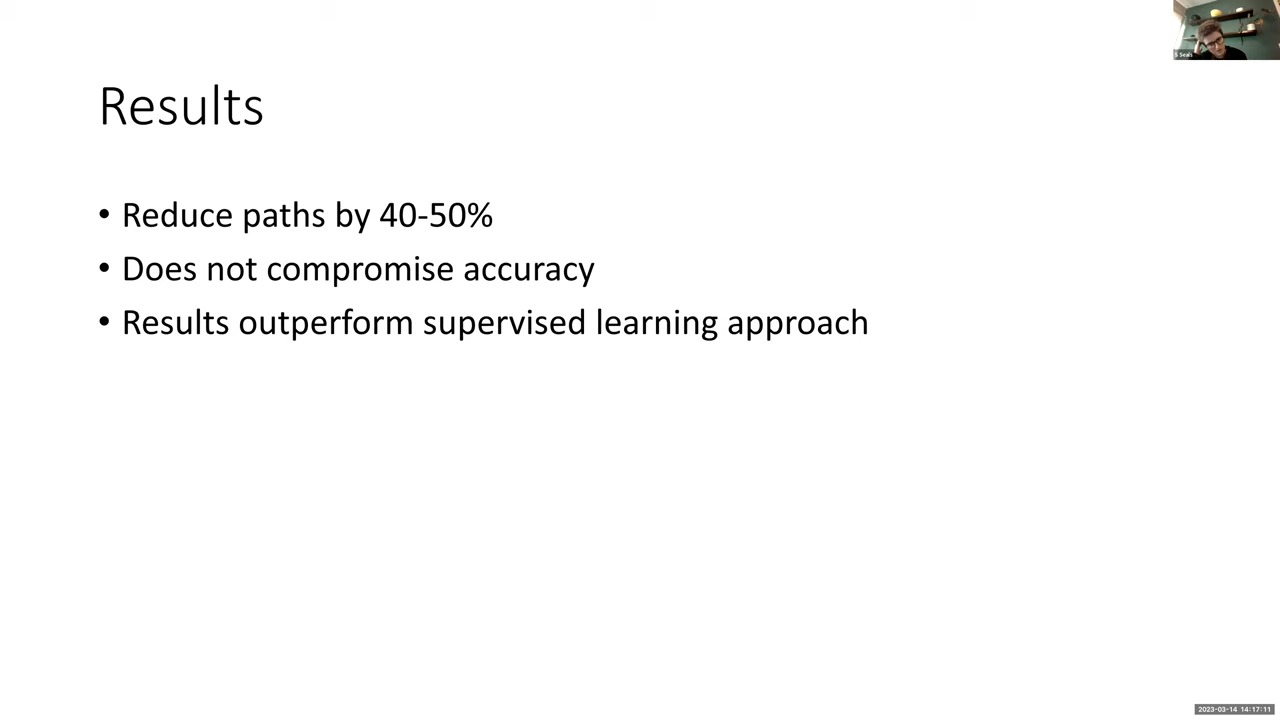 S Seals
Results
• Reduce paths by 40-50%
• Does not compromise accuracy
• Results outperform supervised learning approach
2023-03-14 14:17:11